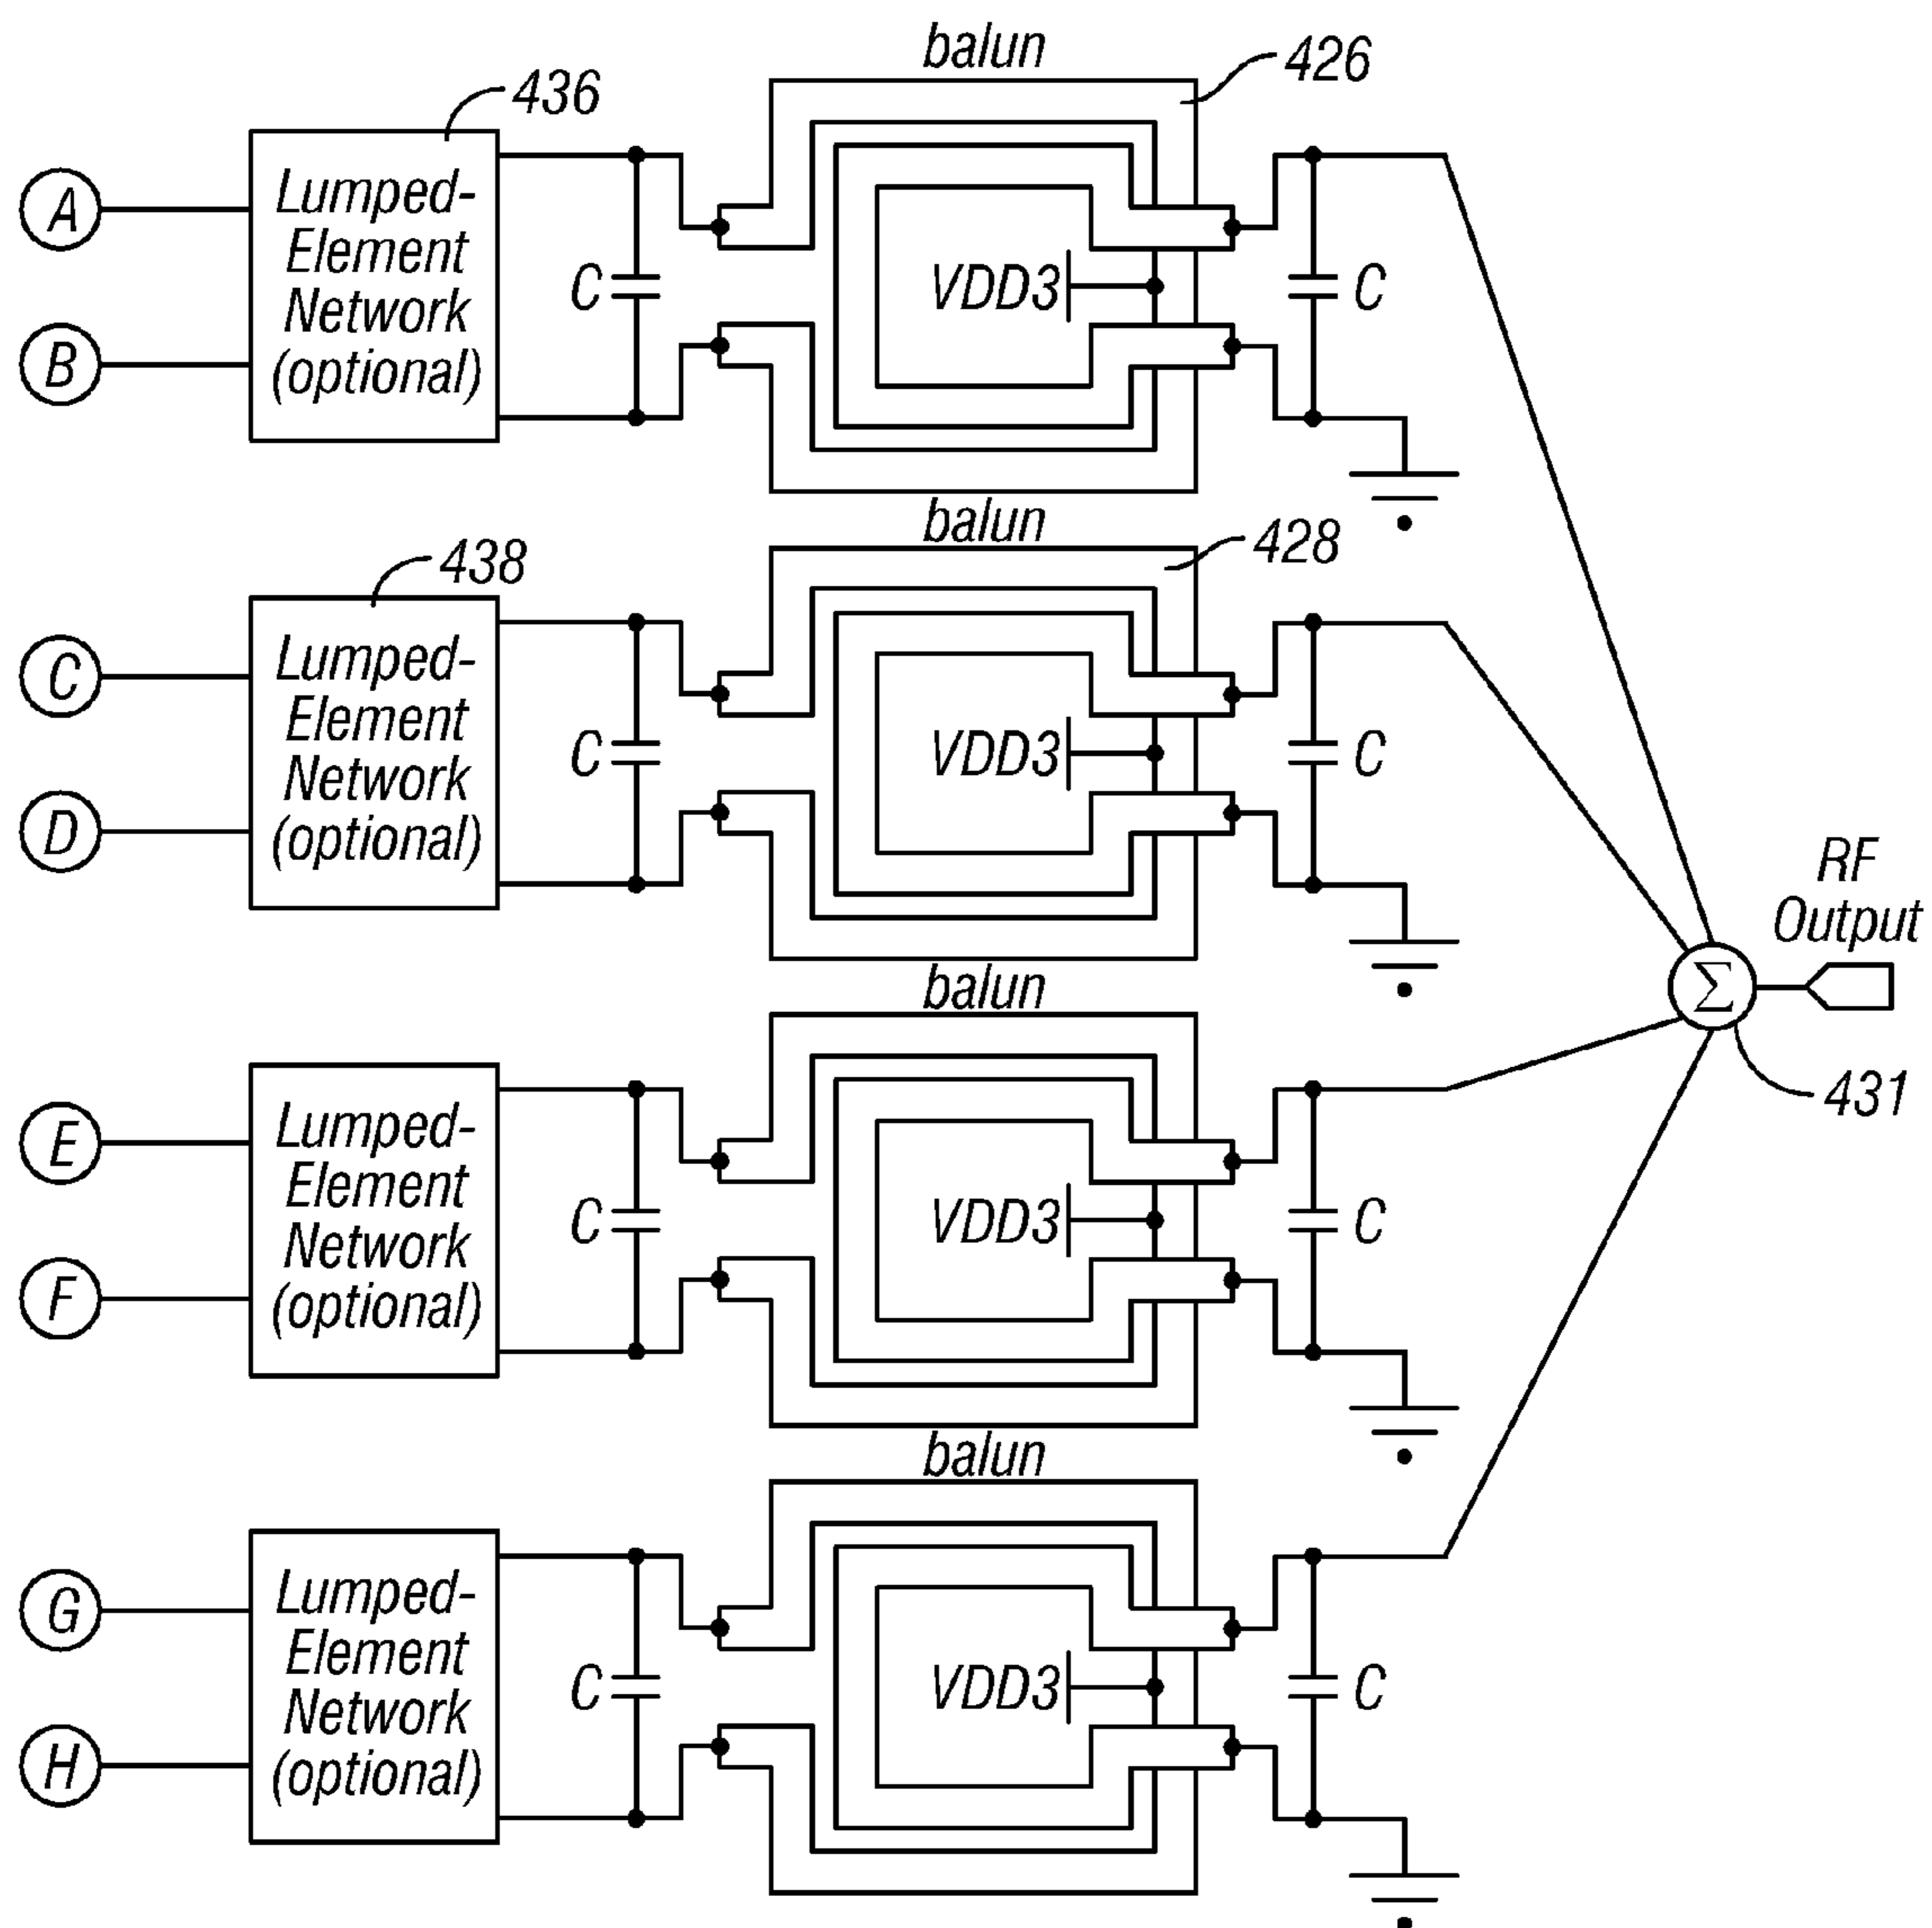 balun
426
436
A
B
Lumped-
Element
Network
(optional)
C
VDD3
C
balun
428
438
C
D
Lumped-
Element
Network
(optional)
C
VDD3
C
RF
Output
Σ
431
balun
E
F
Lumped-
Element
Network
(optional)
C
VDD3
C
balun
G
H
Lumped-
Element
Network
(optional)
C
VDD3
C